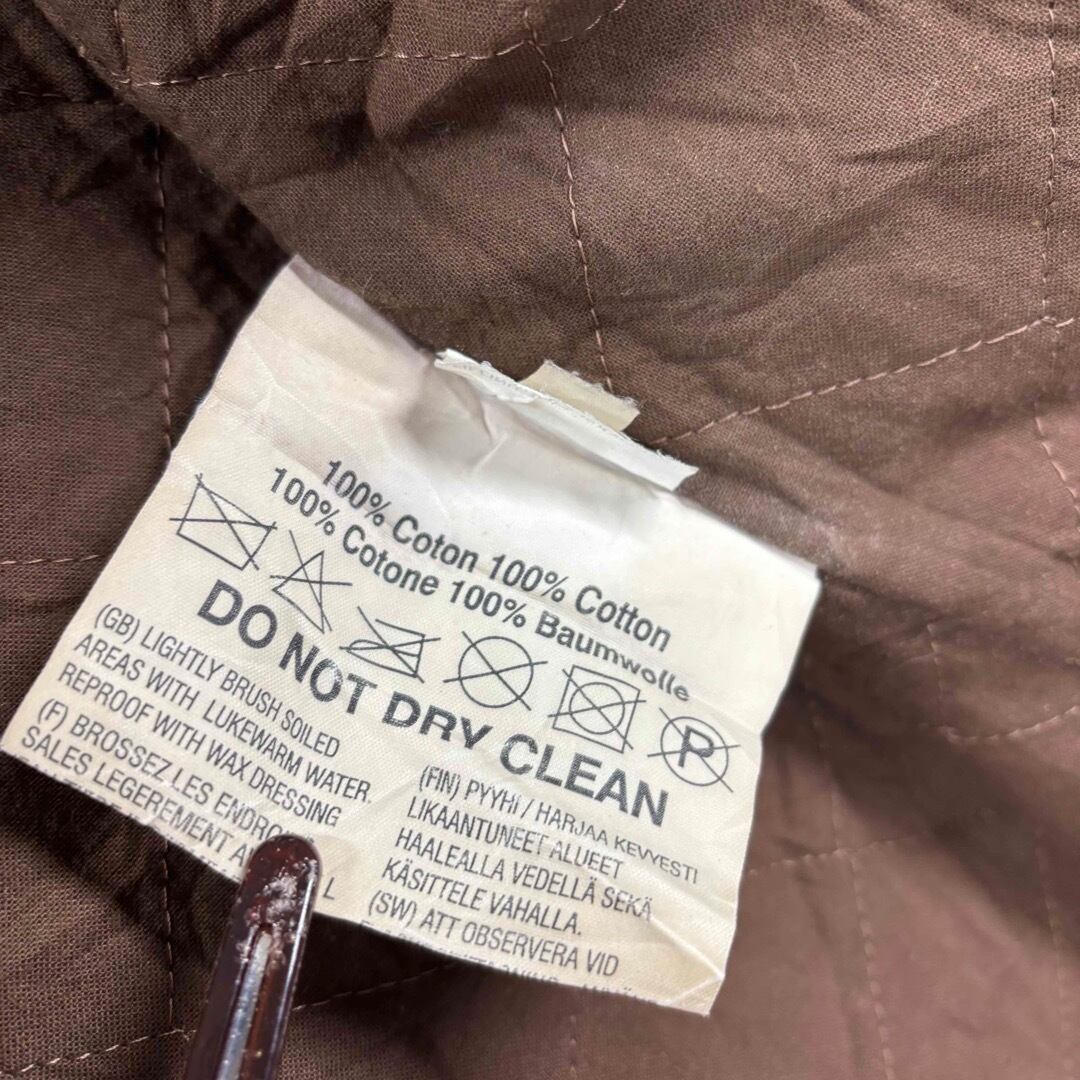 100% Coton 100% Cotton
100% Cotone 100% Baumwolle
P
DO NOT DRY CLEAN
(GB) LIGHTLY BRUSH SOILED
AREAS WITH LUKEWARM WATER.
REPROOF WITH WAX DRESSING
(F) BROSSEZ LES
SALES LEGEREMENT
L
(FIN) PYYHI / HARJAA KEVYESTI
LIKAANTUNEET ALUEET
HAALEALLA VEDELLÄ SEKÄ
KÄSITTELE VAHALLA.
(SW) ATT OBSERVERA VID